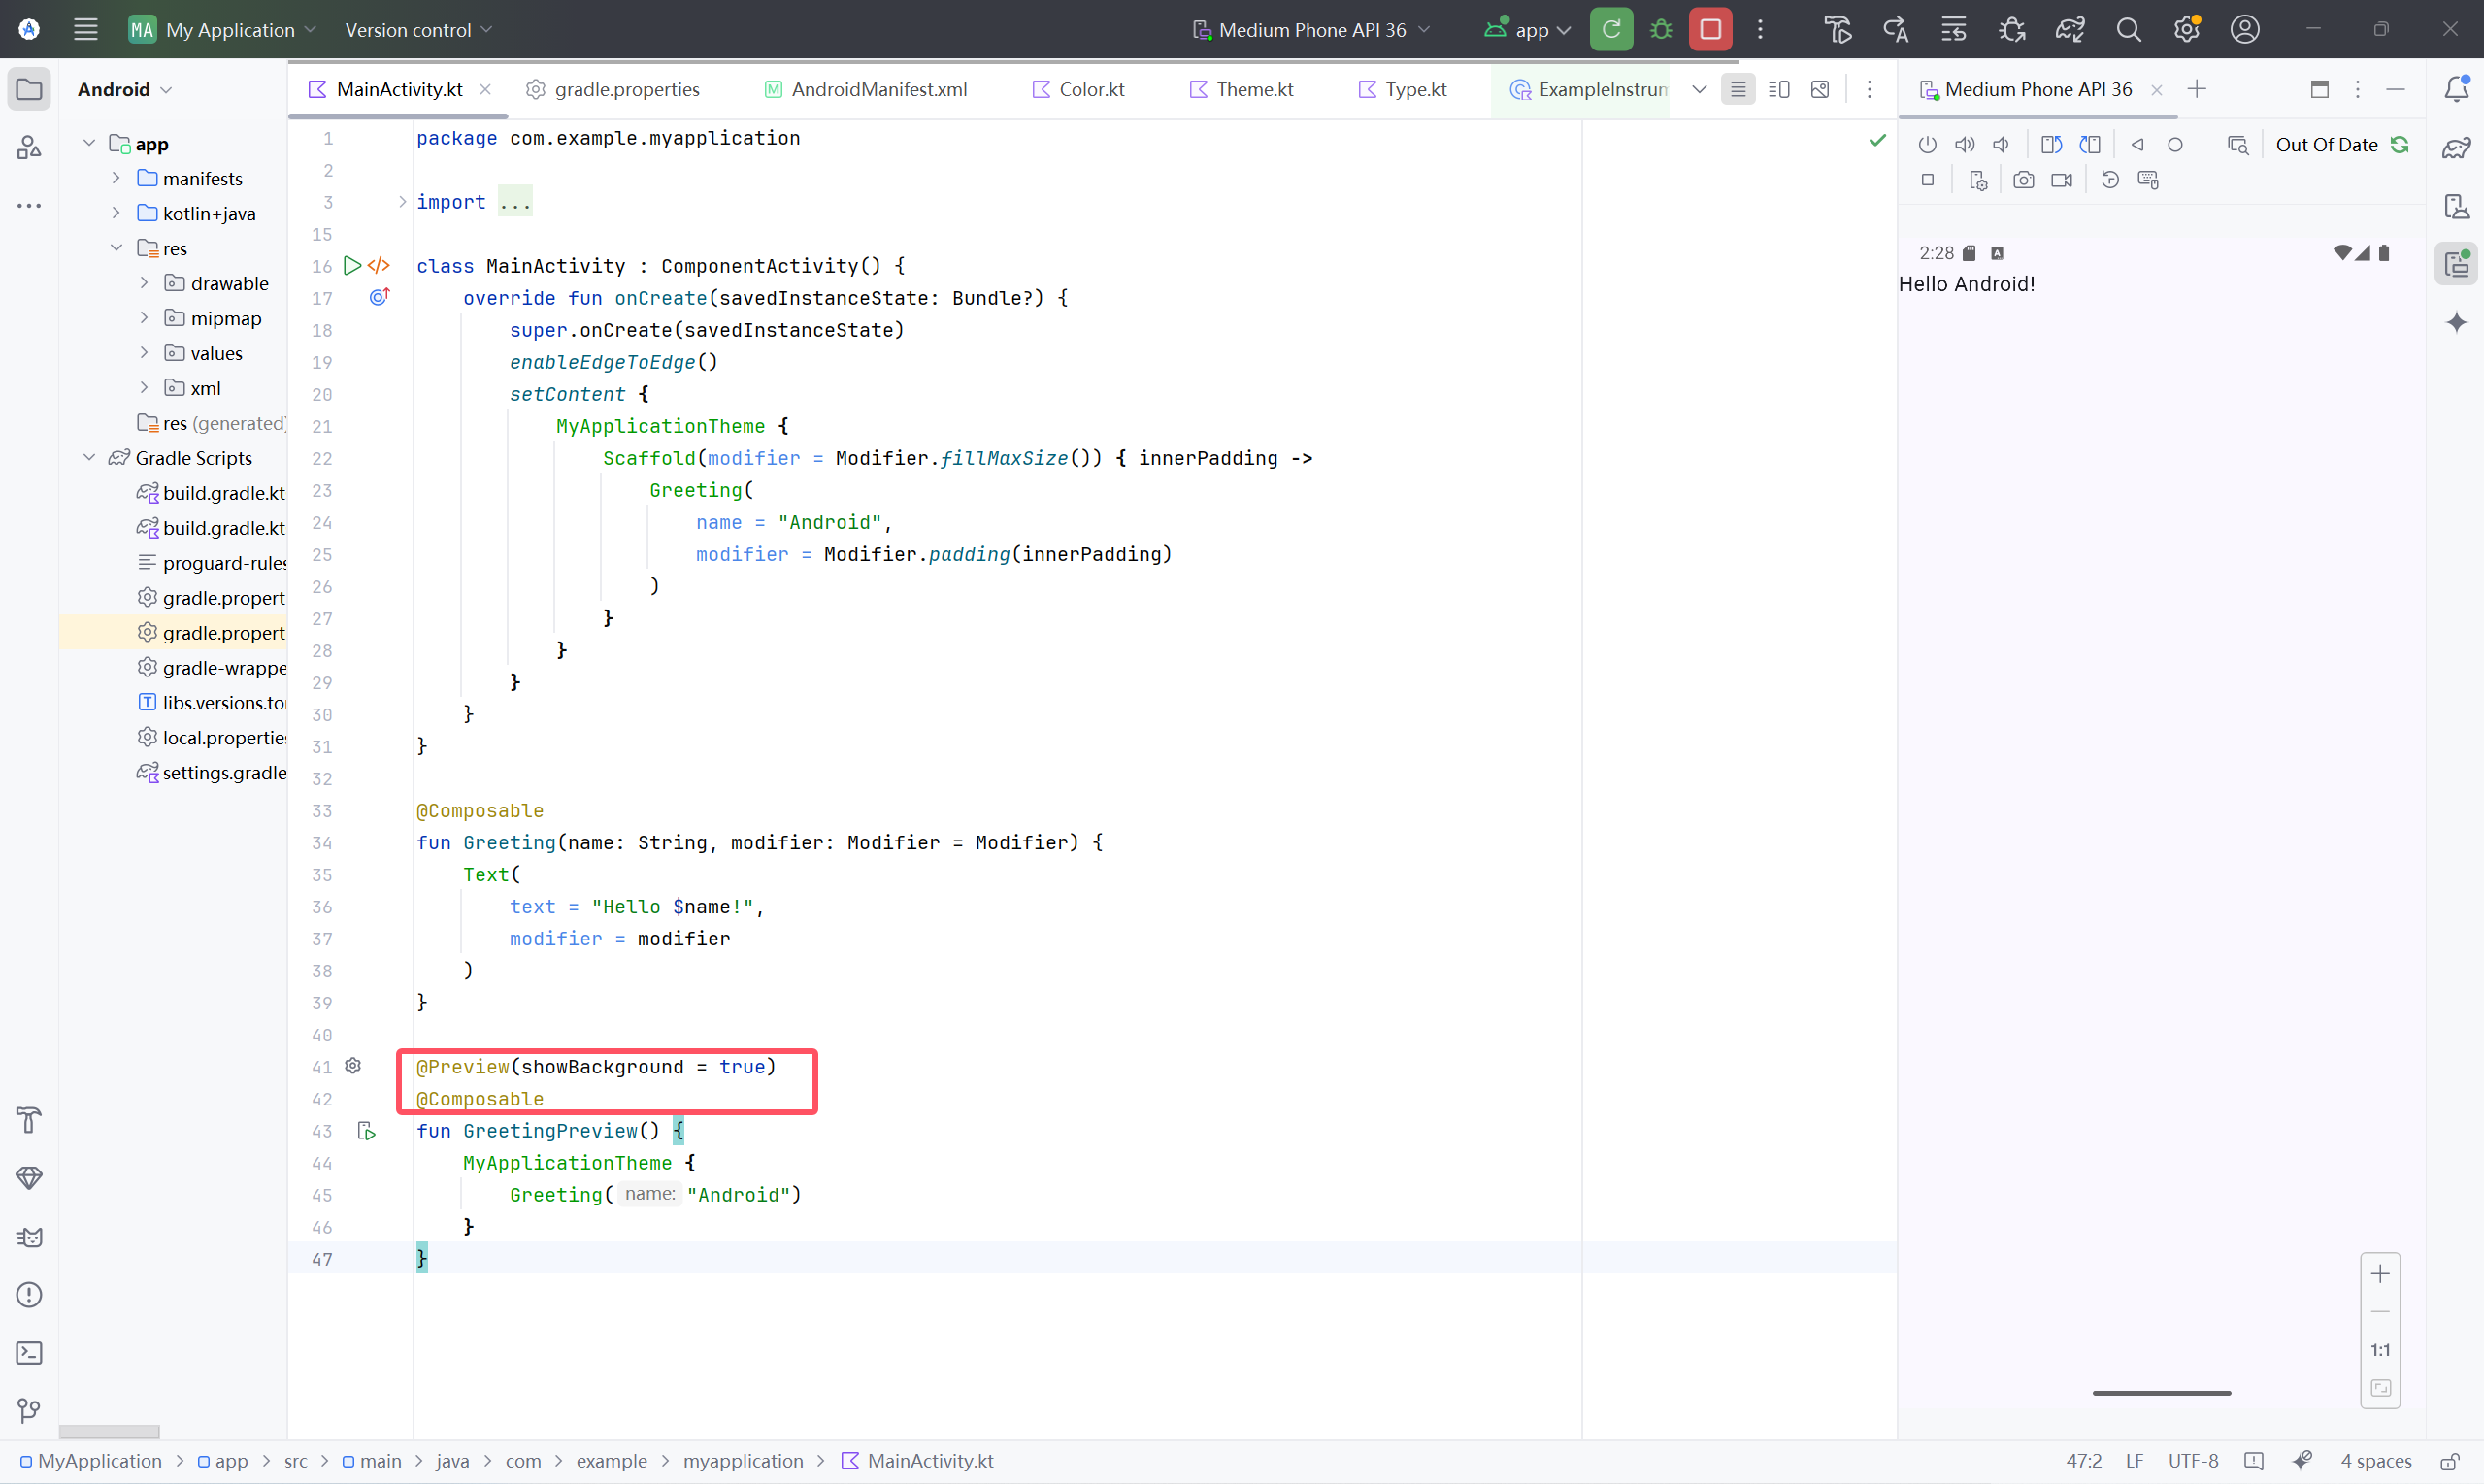 MA My Application Version control Medium Phone API 36 app
Android
MainActivity.kt gradle.properties AndroidManifest.xml Color.kt Theme.kt Type.kt ExampleInstrum
Medium Phone API 36
app
manifests
kotlin+java
res
drawable
mipmap
values
xml
res (generated)
Gradle Scripts
build.gradle.kt
build.gradle.kt
proguard-rules
gradle.propert
gradle.propert
gradle-wrappe
libs.versions.to
local.properties
settings.gradle
1 package com.example.myapplication
2
3 import ...
15
16 class MainActivity : ComponentActivity() {
17 override fun onCreate(savedInstanceState: Bundle?) {
18 super.onCreate(savedInstanceState)
19 enableEdgeToEdge()
20 setContent {
21 MyApplicationTheme {
22 Scaffold(modifier = Modifier.fillMaxSize()) { innerPadding ->
23 Greeting(
24 name = "Android",
25 modifier = Modifier.padding(innerPadding)
26 )
27 }
28 }
29 }
30 }
31 }
32
33 @Composable
34 fun Greeting(name: String, modifier: Modifier = Modifier) {
35 Text(
36 text = "Hello $name!",
37 modifier = modifier
38 )
39 }
40
41 @Preview(showBackground = true)
42 @Composable
43 fun GreetingPreview() {
44 MyApplicationTheme {
45 Greeting( name: "Android")
46 }
47 }
Out Of Date
2:28
Hello Android!
1:1
MyApplication > app > src > main > java > com > example > myapplication > MainActivity.kt
47:2 LF UTF-8 4 spaces